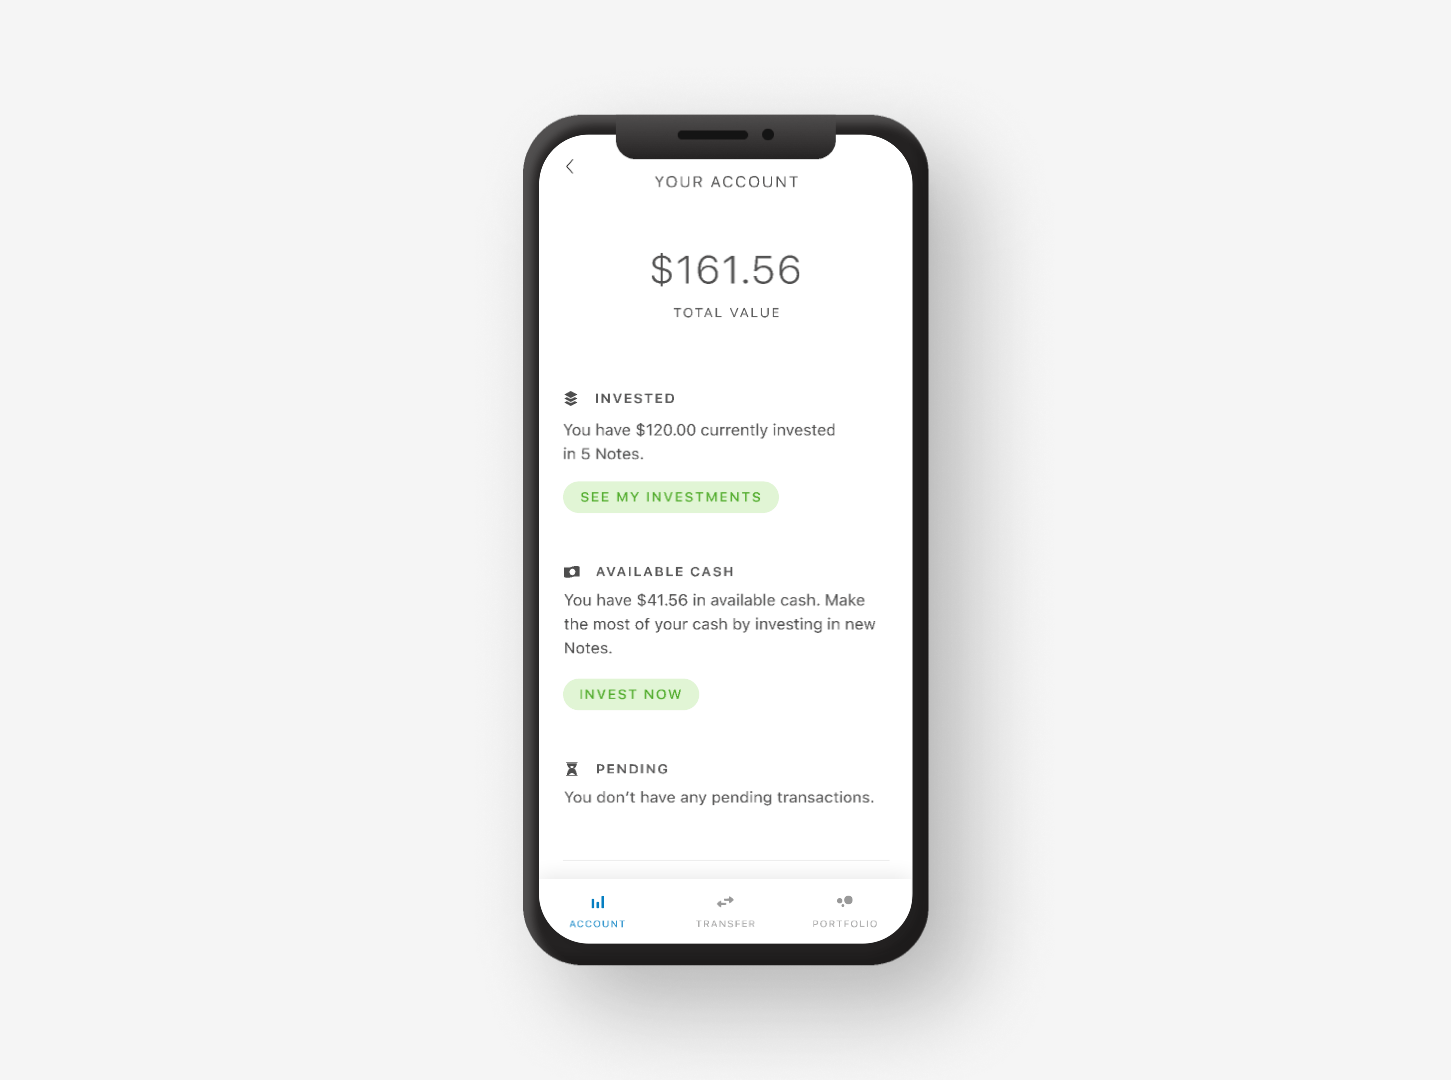 YOUR ACCOUNT
$161.56
TOTAL VALUE
INVESTED
You have $120.00 currently invested
in 5 Notes.
SEE MY INVESTMENTS
AVAILABLE CASH
You have $41.56 in available cash. Make
the most of your cash by investing in new
Notes.
INVEST NOW
PENDING
You don’t have any pending transactions.
ACCOUNT TRANSFER PORTFOLIO